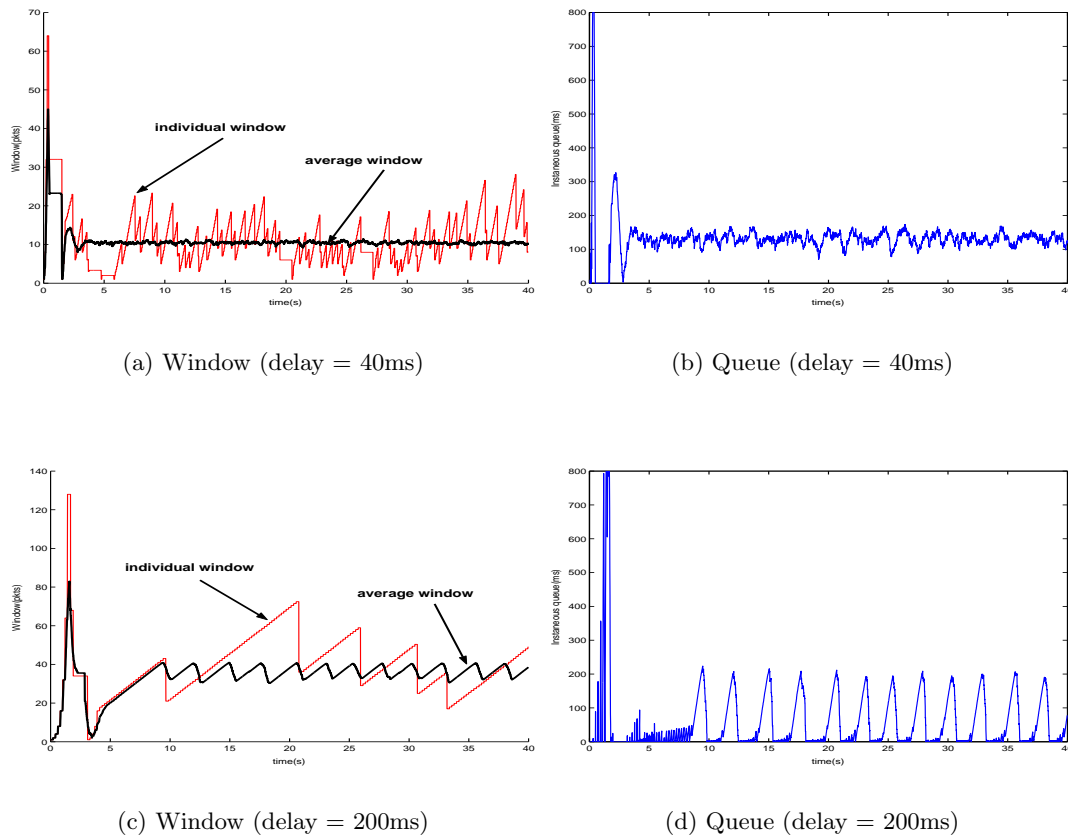 70
60
50
40
30
20
10
0
Window(pkts)
individual window
average window
0 5 10 15 20 25 30 35 40
time(s)
(a) Window (delay = 40ms)
800
700
600
500
400
300
200
100
0
Instaneous queue(ms)
0 5 10 15 20 25 30 35 40
time(s)
(b) Queue (delay = 40ms)
140
120
100
80
60
40
20
0
Window(pkts)
individual window
average window
0 5 10 15 20 25 30 35 40
time(s)
(c) Window (delay = 200ms)
800
700
600
500
400
300
200
100
0
Instaneous queue(ms)
0 5 10 15 20 25 30 35 40
time(s)
(d) Queue (delay = 200ms)